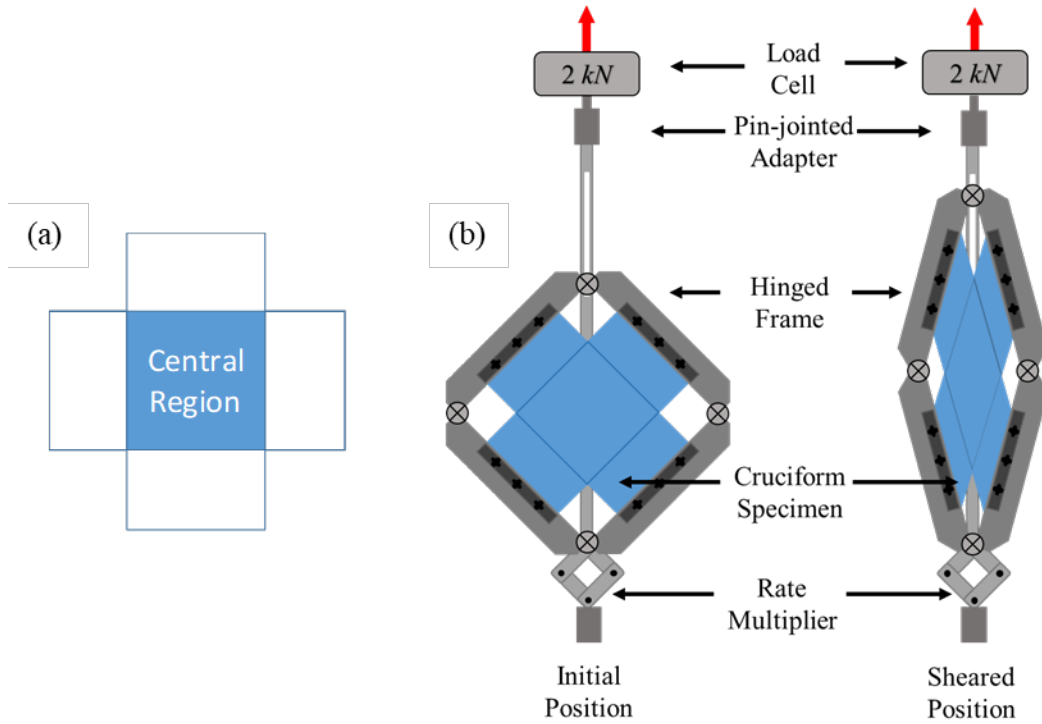 (a)
Central
Region
(b)
2 kN
2 kN
Load
Cell
Pin-jointed
Adapter
Hinged
Frame
Cruciform
Specimen
Rate
Multiplier
Initial
Position
Sheared
Position